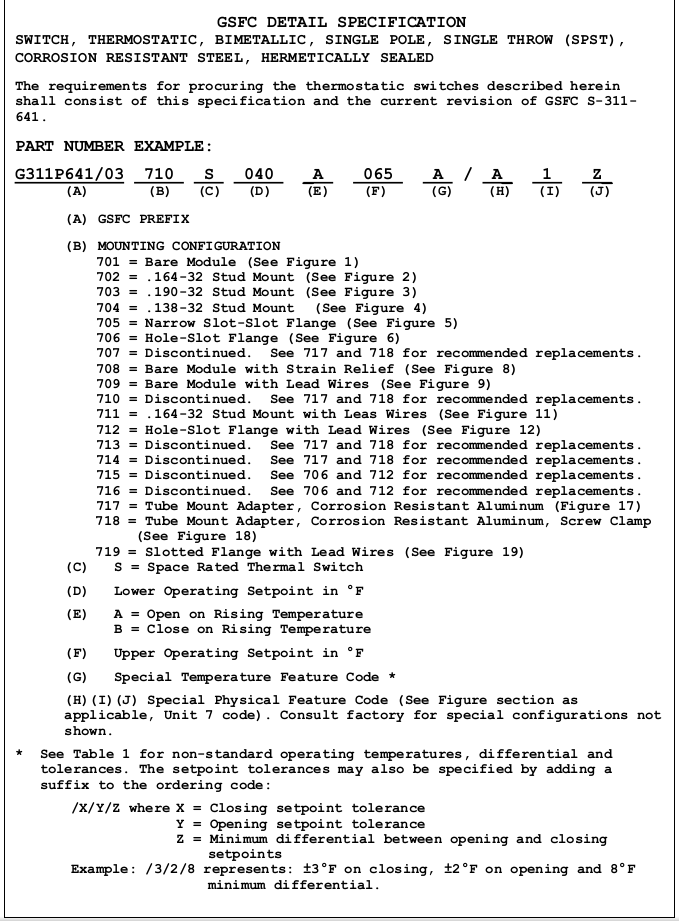 GSFC DETAIL SPECIFICATION
SWITCH, THERMOSTATIC, BIMETALLIC, SINGLE POLE, SINGLE THROW (SPST),
CORROSION RESISTANT STEEL, HERMETICALLY SEALED
The requirements for procuring the thermostatic switches described herein
shall consist of this specification and the current revision of GSFC S-311-
641.
PART NUMBER EXAMPLE:
G311P641/03 710 S 040 A 065 A / A 1 Z
(A) (B) (C) (D) (E) (F) (G) (H) (I) (J)
(A) GSFC PREFIX
(B) MOUNTING CONFIGURATION
701 = Bare Module (See Figure 1)
702 = .164-32 Stud Mount (See Figure 2)
703 = .190-32 Stud Mount (See Figure 3)
704 = .138-32 Stud Mount (See Figure 4)
705 = Narrow Slot-Slot Flange (See Figure 5)
706 = Hole-Slot Flange (See Figure 6)
707 = Discontinued. See 717 and 718 for recommended replacements.
708 = Bare Module with Strain Relief (See Figure 8)
709 = Bare Module with Lead Wires (See Figure 9)
710 = Discontinued. See 717 and 718 for recommended replacements.
711 = .164-32 Stud Mount with Leas Wires (See Figure 11)
712 = Hole-Slot Flange with Lead Wires (See Figure 12)
713 = Discontinued. See 717 and 718 for recommended replacements.
714 = Discontinued. See 717 and 718 for recommended replacements.
715 = Discontinued. See 706 and 712 for recommended replacements.
716 = Discontinued. See 706 and 712 for recommended replacements.
717 = Tube Mount Adapter, Corrosion Resistant Aluminum (Figure 17)
718 = Tube Mount Adapter, Corrosion Resistant Aluminum, Screw Clamp
(See Figure 18)
719 = Slotted Flange with Lead Wires (See Figure 19)
(C) S = Space Rated Thermal Switch
(D) Lower Operating Setpoint in °F
(E) A = Open on Rising Temperature
B = Close on Rising Temperature
(F) Upper Operating Setpoint in °F
(G) Special Temperature Feature Code *
(H)(I)(J) Special Physical Feature Code (See Figure section as
applicable, Unit 7 code). Consult factory for special configurations not
shown.
* See Table 1 for non-standard operating temperatures, differential and
tolerances. The setpoint tolerances may also be specified by adding a
suffix to the ordering code:
/X/Y/Z where X = Closing setpoint tolerance
Y = Opening setpoint tolerance
Z = Minimum differential between opening and closing
setpoints
Example: /3/2/8 represents: ±3°F on closing, ±2°F on opening and 8°F
minimum differential.